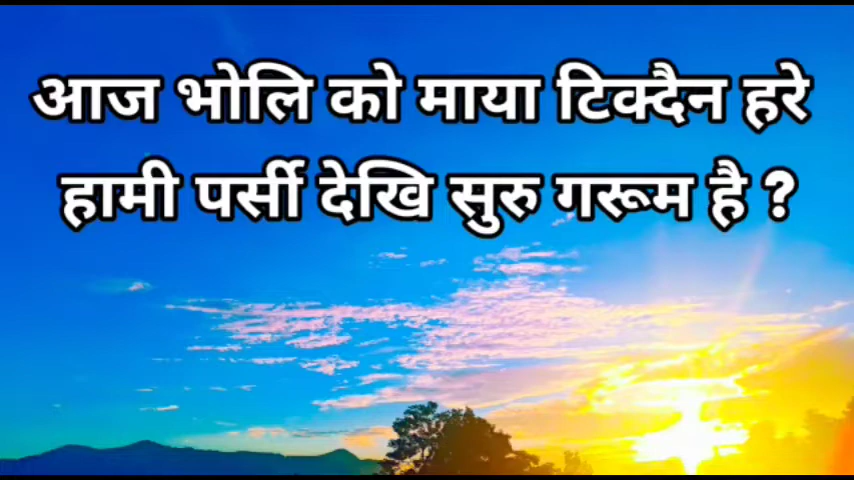 आज भोलि को माया टिक्दैन हरे
हामी पर्सी देखि सुरु गरूम है ?